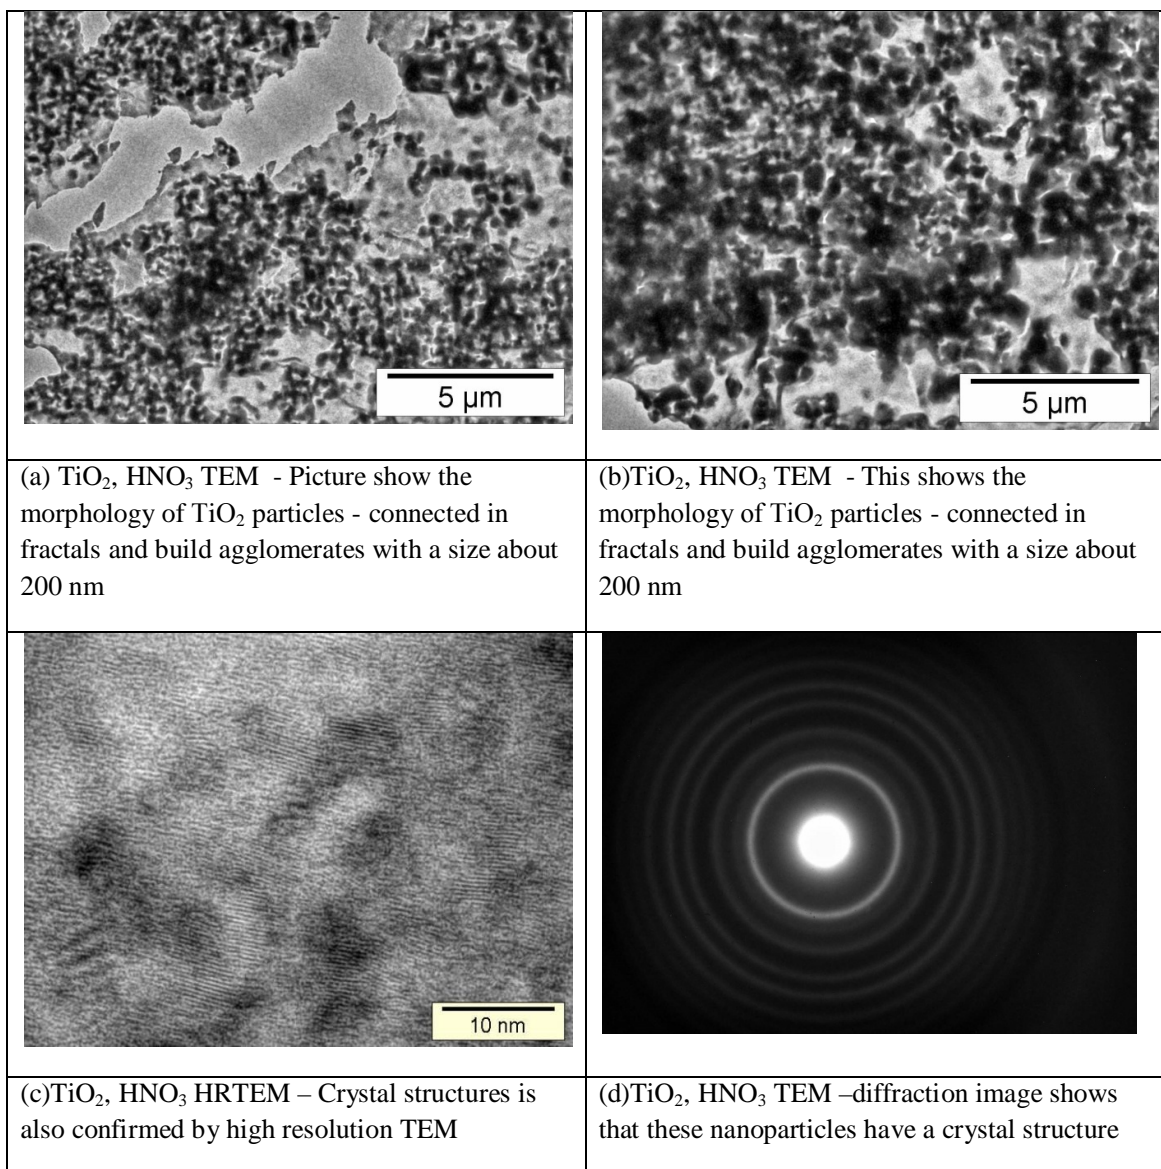 5 µm
5 µm
(a) TiO₂, HNO₃ TEM - Picture show the
morphology of TiO₂ particles - connected in
fractals and build agglomerates with a size about
200 nm
(b)TiO₂, HNO₃ TEM - This shows the
morphology of TiO₂ particles - connected in
fractals and build agglomerates with a size about
200 nm
10 nm
(c)TiO₂, HNO₃ HRTEM – Crystal structures is
also confirmed by high resolution TEM
(d)TiO₂, HNO₃ TEM –diffraction image shows
that these nanoparticles have a crystal structure